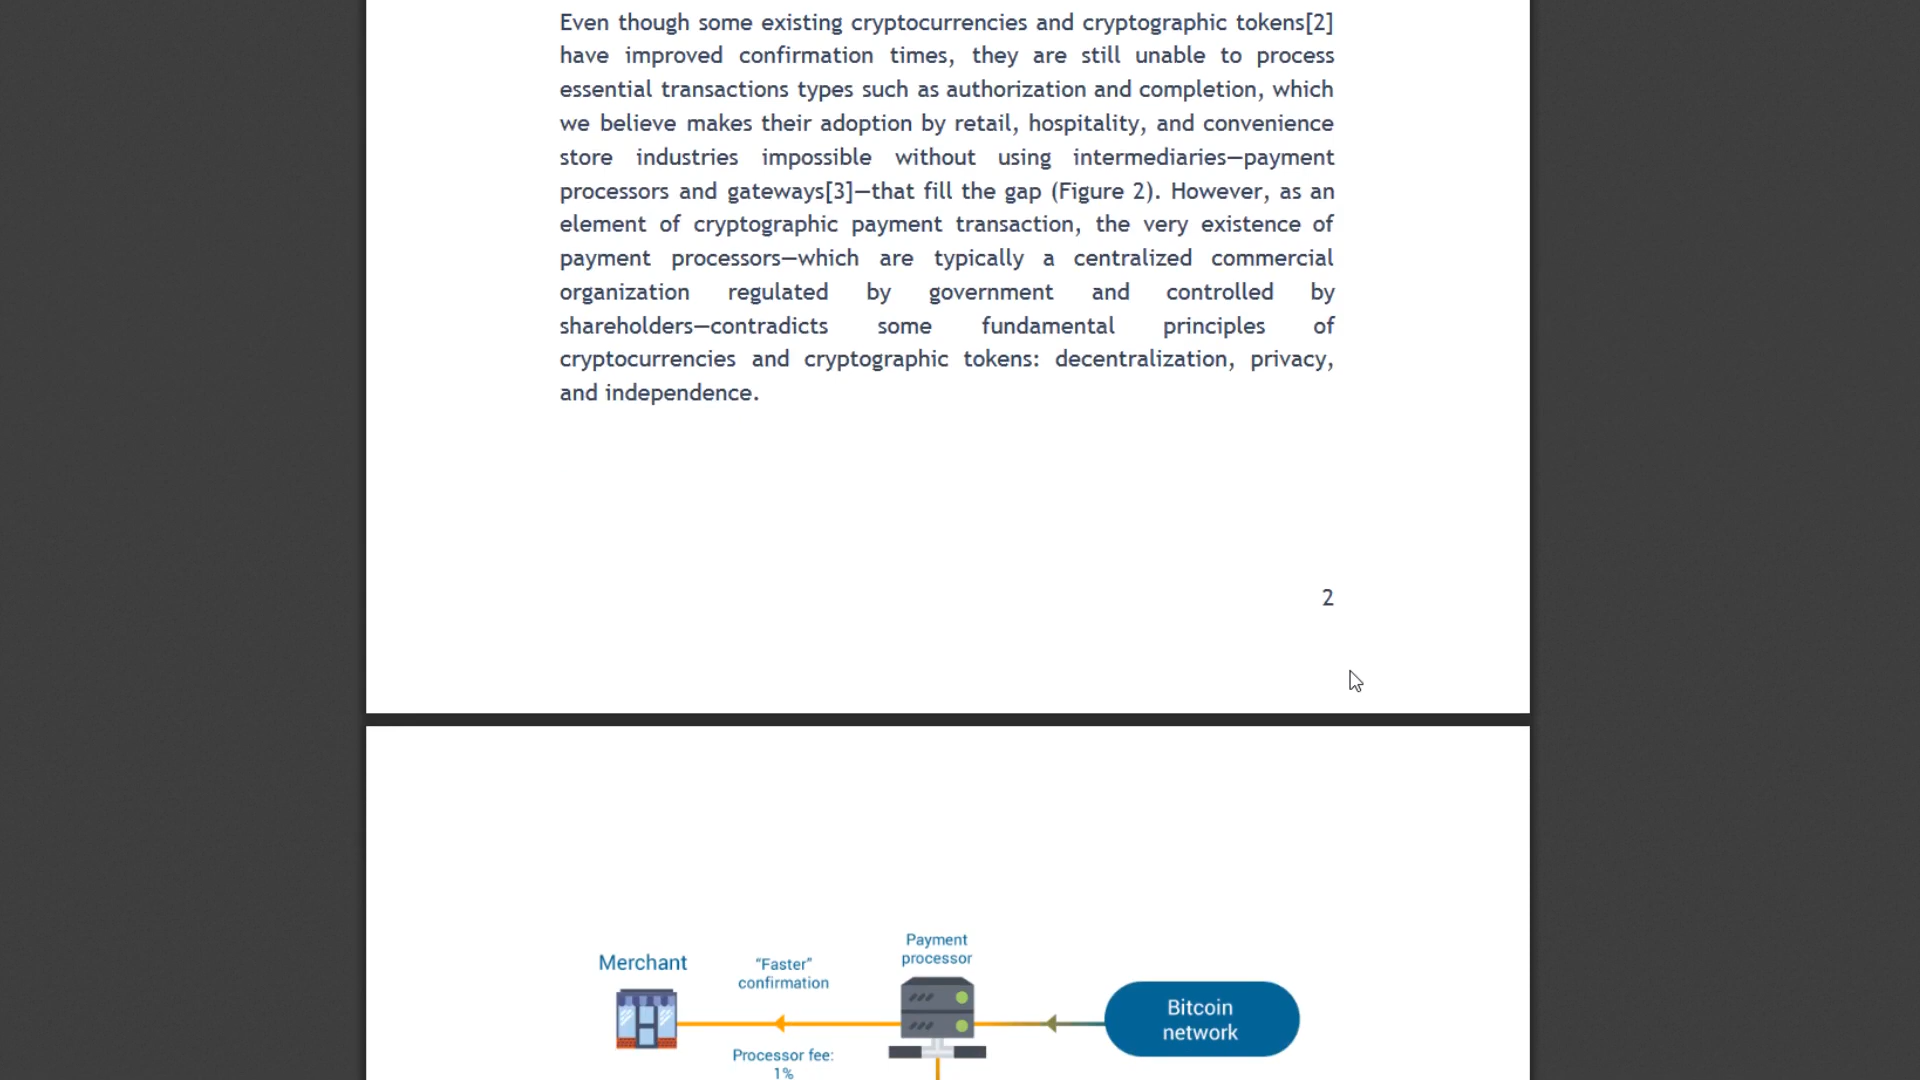 Even though some existing cryptocurrencies and cryptographic tokens[2]
have improved confirmation times, they are still unable to process
essential transactions types such as authorization and completion, which
we believe makes their adoption by retail, hospitality, and convenience
store industries impossible without using intermediaries—payment
processors and gateways[3]—that fill the gap (Figure 2). However, as an
element of cryptographic payment transaction, the very existence of
payment processors—which are typically a centralized commercial
organization regulated by government and controlled by
shareholders—contradicts some fundamental principles of
cryptocurrencies and cryptographic tokens: decentralization, privacy,
and independence.
2
Merchant
“Faster”
confirmation
Processor fee:
1%
Payment
processor
Bitcoin
network